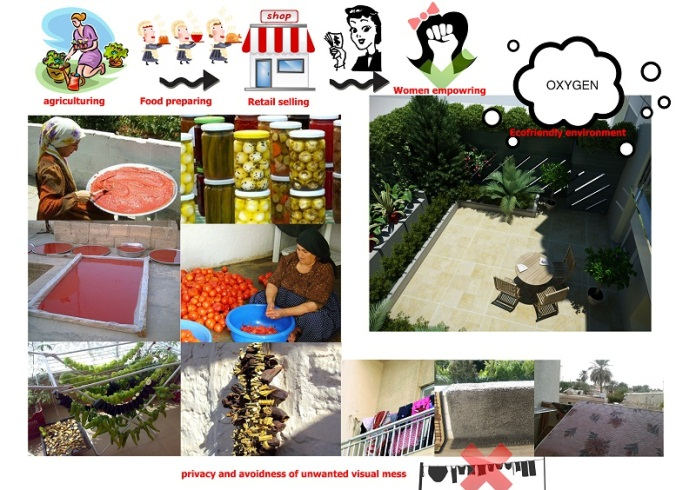 shop
OXYGEN
agriculturing
Food preparing
Retail selling
Women empowring
Ecofriendly environment
privacy and avoidness of unwanted visual mess